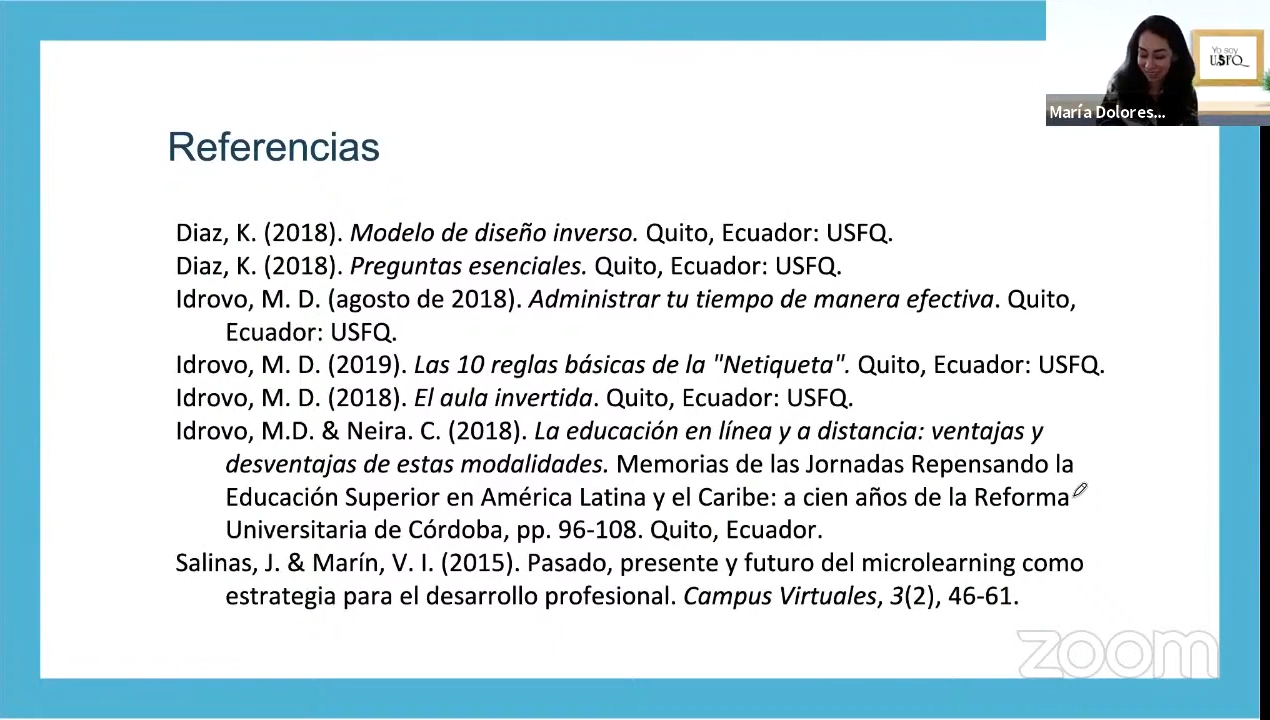 Yo soy
USFQ
María Dolores...
Referencias
Diaz, K. (2018). Modelo de diseño inverso. Quito, Ecuador: USFQ.
Diaz, K. (2018). Preguntas esenciales. Quito, Ecuador: USFQ.
Idrovo, M. D. (agosto de 2018). Administrar tu tiempo de manera efectiva. Quito,
Ecuador: USFQ.
Idrovo, M. D. (2019). Las 10 reglas básicas de la "Netiqueta". Quito, Ecuador: USFQ.
Idrovo, M. D. (2018). El aula invertida. Quito, Ecuador: USFQ.
Idrovo, M.D. & Neira. C. (2018). La educación en línea y a distancia: ventajas y
desventajas de estas modalidades. Memorias de las Jornadas Repensando la
Educación Superior en América Latina y el Caribe: a cien años de la Reforma
Universitaria de Córdoba, pp. 96-108. Quito, Ecuador.
Salinas, J. & Marín, V. I. (2015). Pasado, presente y futuro del microlearning como
estrategia para el desarrollo profesional. Campus Virtuales, 3(2), 46-61.
zoom